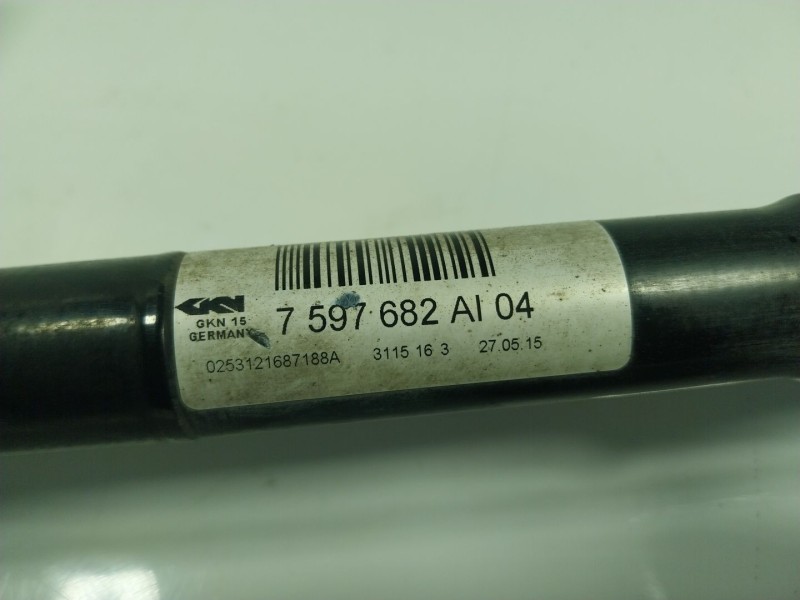 GKN 7 597 682 AI 04
GKN 15
GERMANY
0253121687188A 3115 16 3 27.05.15